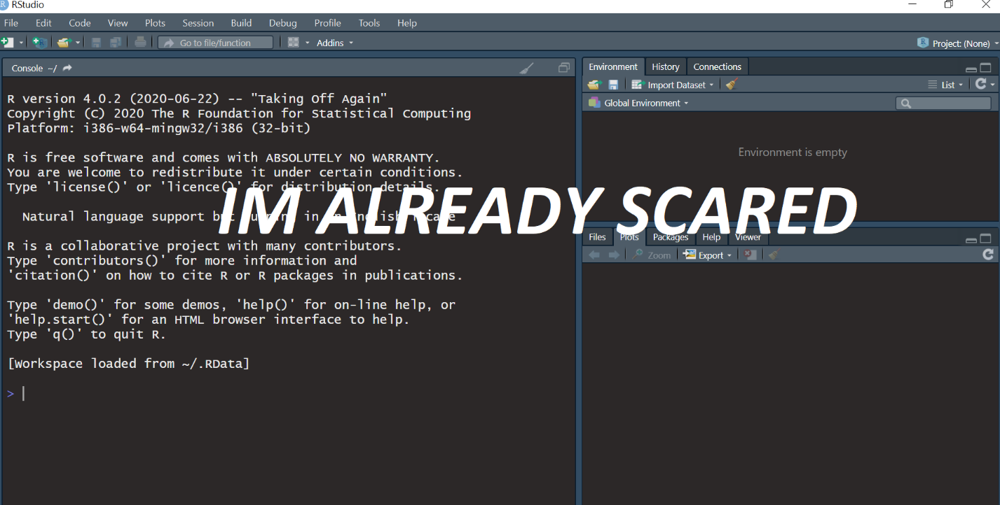 RStudio
File Edit Code View Plots Session Build Debug Profile Tools Help
Go to file/function Addins Project: (None)
Console ~/
R version 4.0.2 (2020-06-22) -- "Taking Off Again"
Copyright (C) 2020 The R Foundation for Statistical Computing
Platform: i386-w64-mingw32/i386 (32-bit)
R is free software and comes with ABSOLUTELY NO WARRANTY.
You are welcome to redistribute it under certain conditions.
Type 'license()' or 'licence()' for distribution details.
Natural language support but in
R is a collaborative project with many contributors.
Type 'contributors()' for more information and
'citation()' on how to cite R or R packages in publications.
Type 'demo()' for some demos, 'help()' for on-line help, or
'help.start()' for an HTML browser interface to help.
Type 'q()' to quit R.
[Workspace loaded from ~/.RData]
>
IM ALREADY SCARED
Environment History Connections
Import Dataset List
Global Environment
Environment is empty
Files Plots Packages Help Viewer
Zoom Export